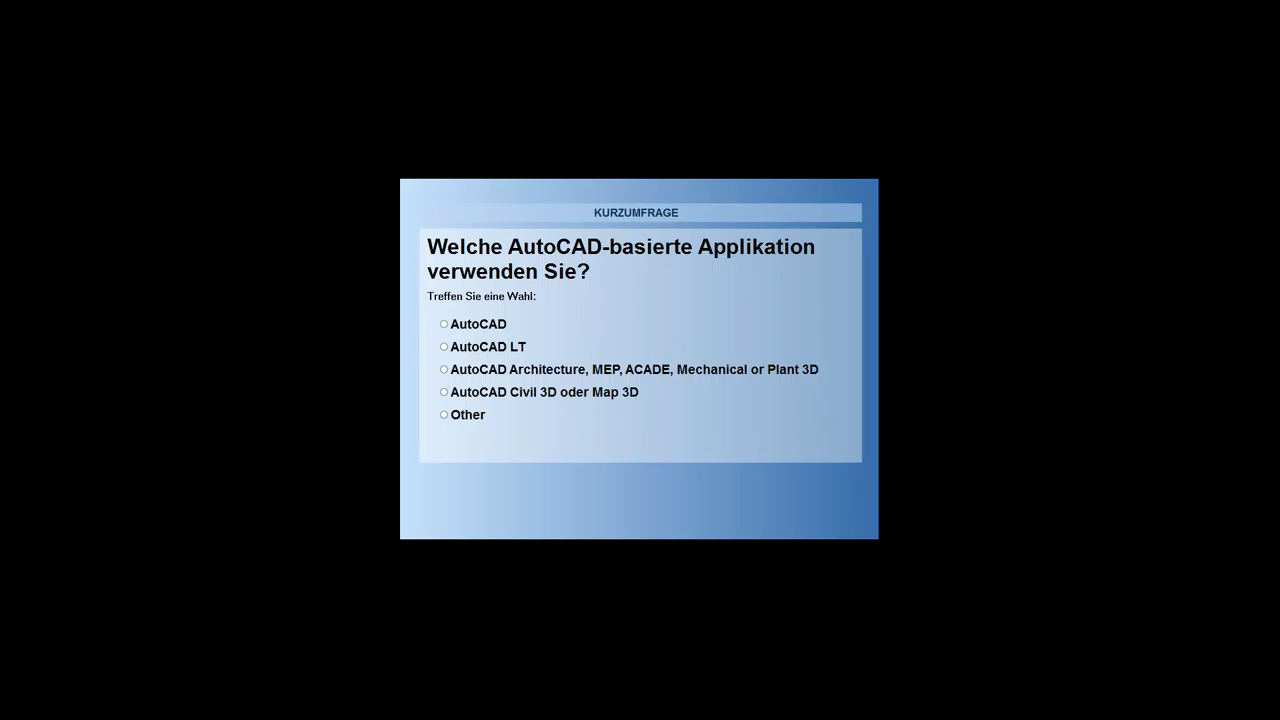 KURZUMFRAGE
Welche AutoCAD-basierte Applikation
verwenden Sie?
Treffen Sie eine Wahl:
AutoCAD
AutoCAD LT
AutoCAD Architecture, MEP, ACADE, Mechanical or Plant 3D
AutoCAD Civil 3D oder Map 3D
Other